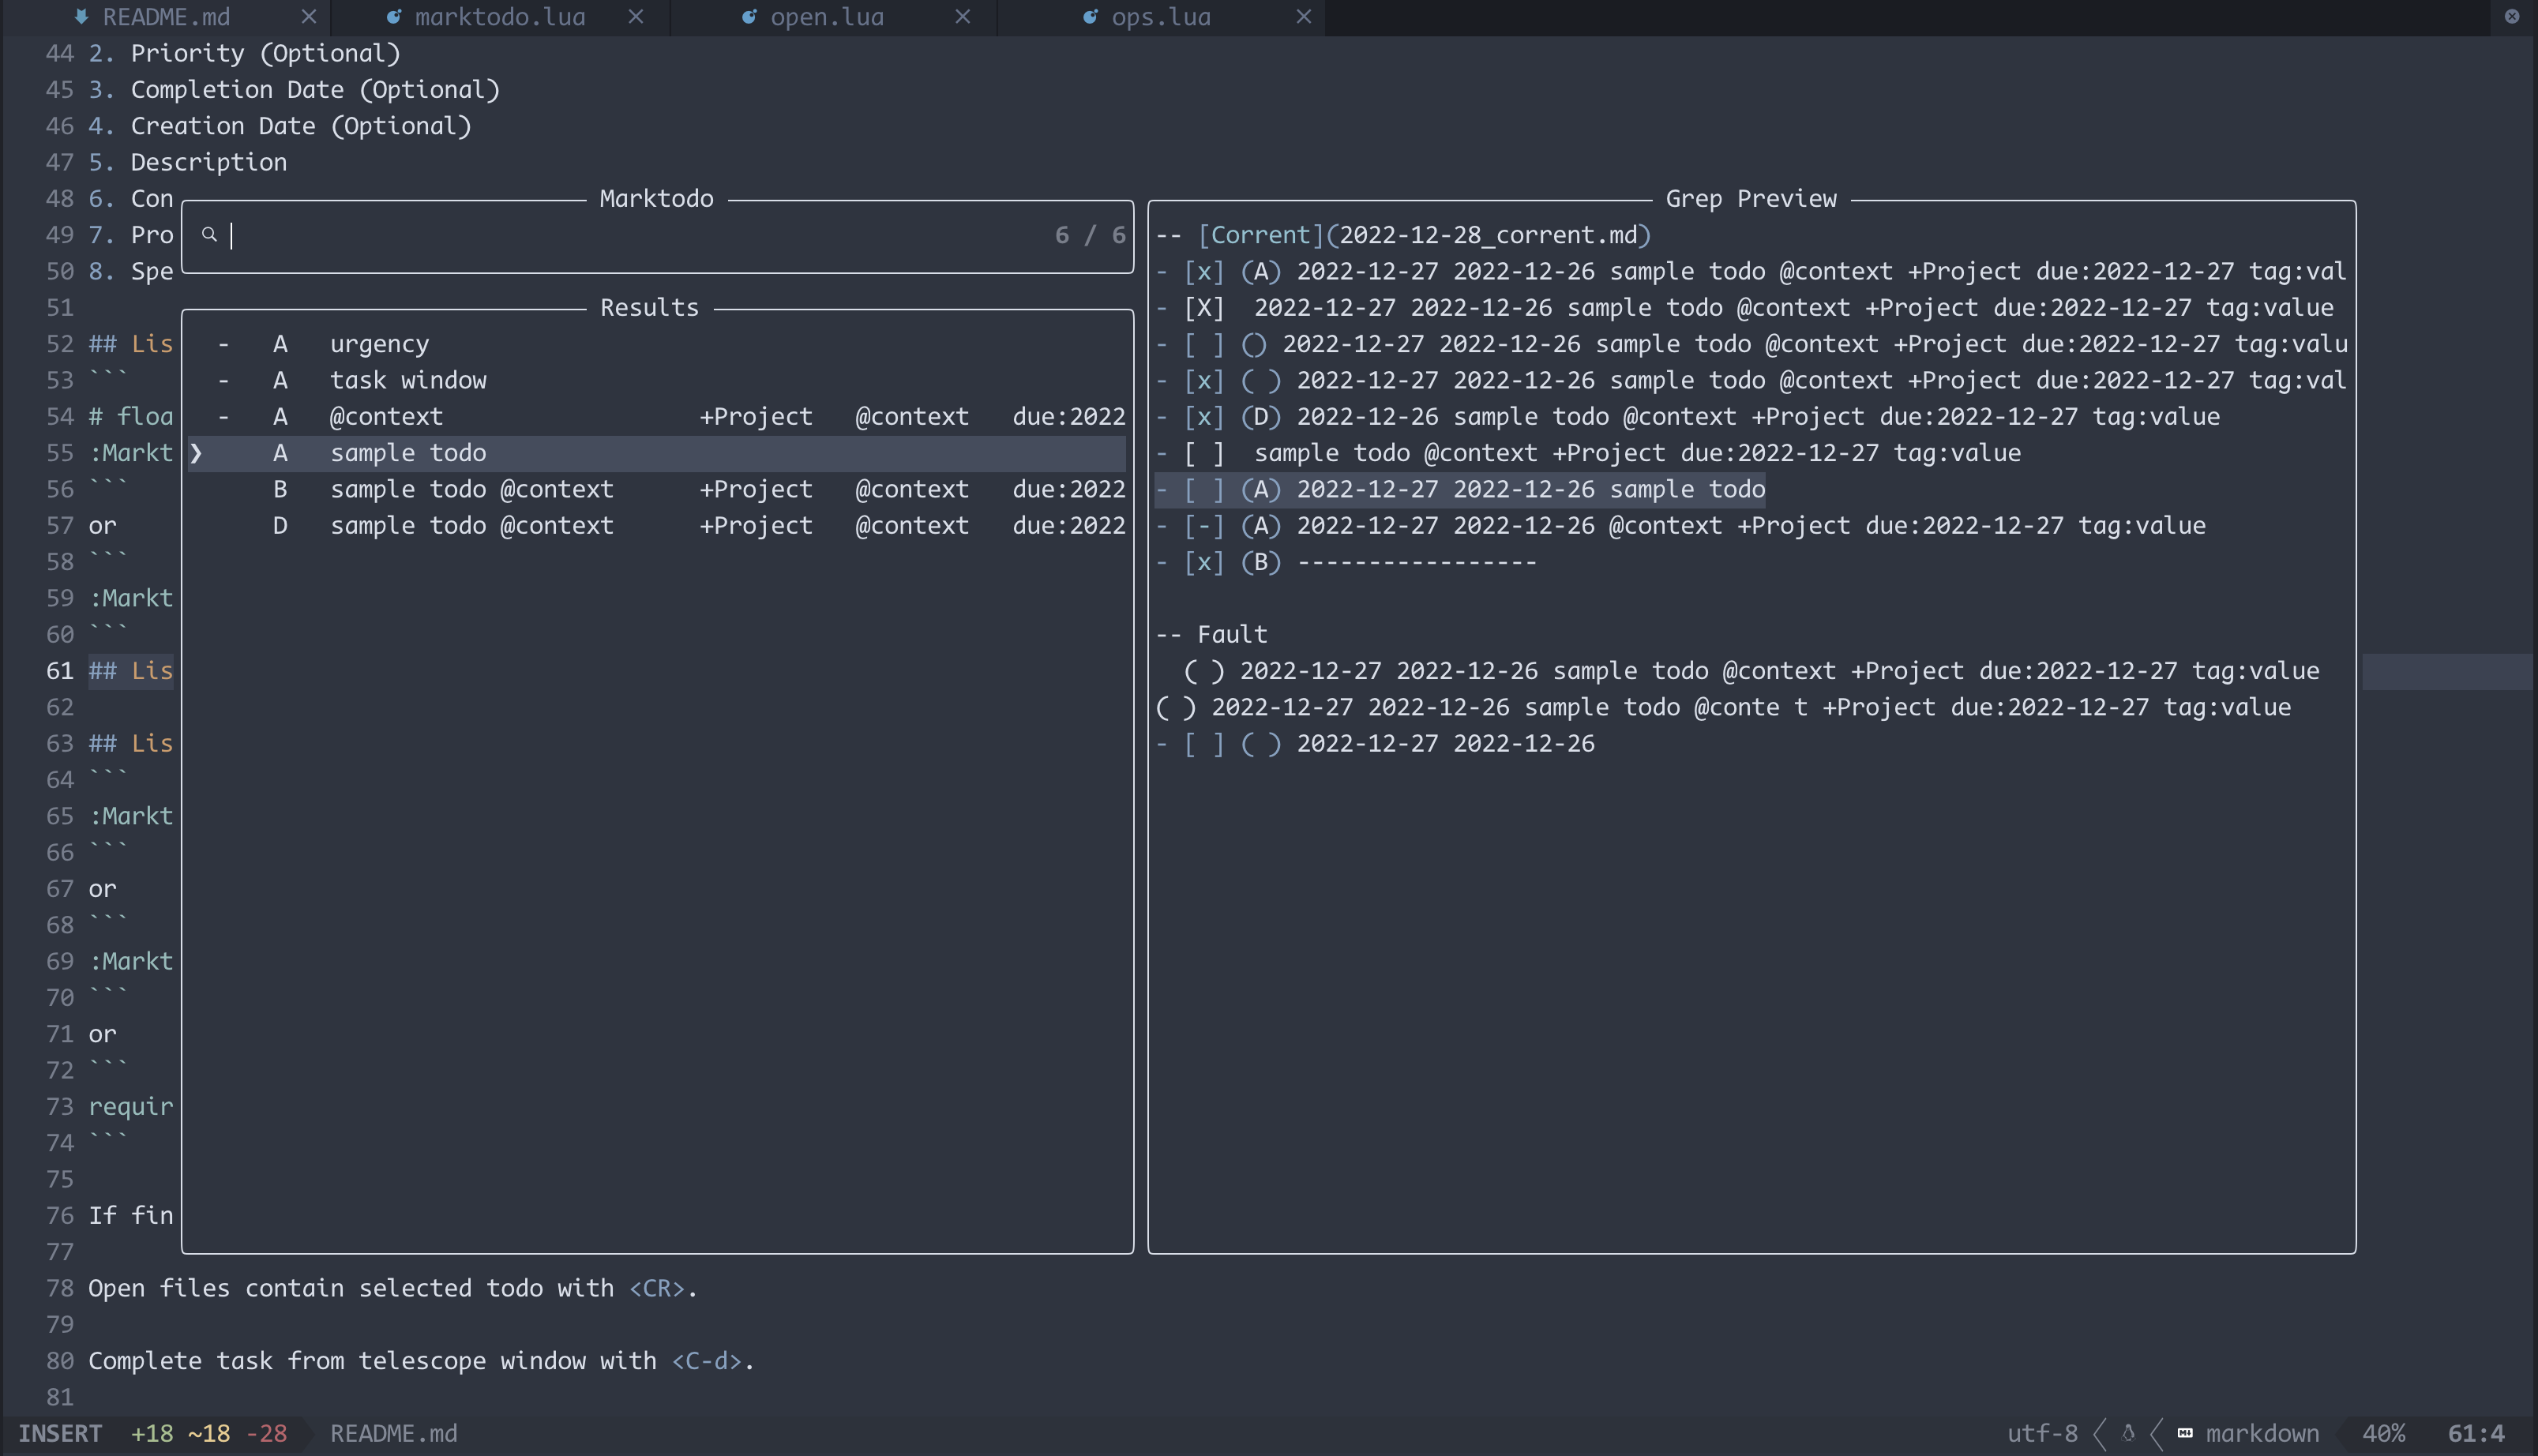 README.md × marktodo.lua × open.lua × ops.lua ×
44 2. Priority (Optional)
45 3. Completion Date (Optional)
46 4. Creation Date (Optional)
47 5. Description
48 6. Con
49 7. Pro
50 8. Spe
51
52 ## Lis
53 ```
54 # floa
55 :Markt
56 ```
57 or
58 ```
59 :Markt
60 ```
61 ## Lis
62
63 ## Lis
64 ```
65 :Markt
66 ```
67 or
68 ```
69 :Markt
70 ```
71 or
72 ```
73 requir
74 ```
75
76 If fin
77
Marktodo
6 / 6
Results
- A urgency
- A task window
- A @context +Project @context due:2022
❯ A sample todo
B sample todo @context +Project @context due:2022
D sample todo @context +Project @context due:2022
Grep Preview
-- [Corrent](2022-12-28_corrent.md)
- [x] (A) 2022-12-27 2022-12-26 sample todo @context +Project due:2022-12-27 tag:val
- [X]  2022-12-27 2022-12-26 sample todo @context +Project due:2022-12-27 tag:value
- [ ] () 2022-12-27 2022-12-26 sample todo @context +Project due:2022-12-27 tag:valu
- [x] ( ) 2022-12-27 2022-12-26 sample todo @context +Project due:2022-12-27 tag:val
- [x] (D) 2022-12-26 sample todo @context +Project due:2022-12-27 tag:value
- [ ]  sample todo @context +Project due:2022-12-27 tag:value
- [ ] (A) 2022-12-27 2022-12-26 sample todo
- [-] (A) 2022-12-27 2022-12-26 @context +Project due:2022-12-27 tag:value
- [x] (B) -----------------
-- Fault
( ) 2022-12-27 2022-12-26 sample todo @context +Project due:2022-12-27 tag:value
( ) 2022-12-27 2022-12-26 sample todo @conte t +Project due:2022-12-27 tag:value
- [ ] ( ) 2022-12-27 2022-12-26
78 Open files contain selected todo with <CR>.
79
80 Complete task from telescope window with <C-d>.
81
INSERT +18 ~18 -28 README.md utf-8 markdown 40% 61:4